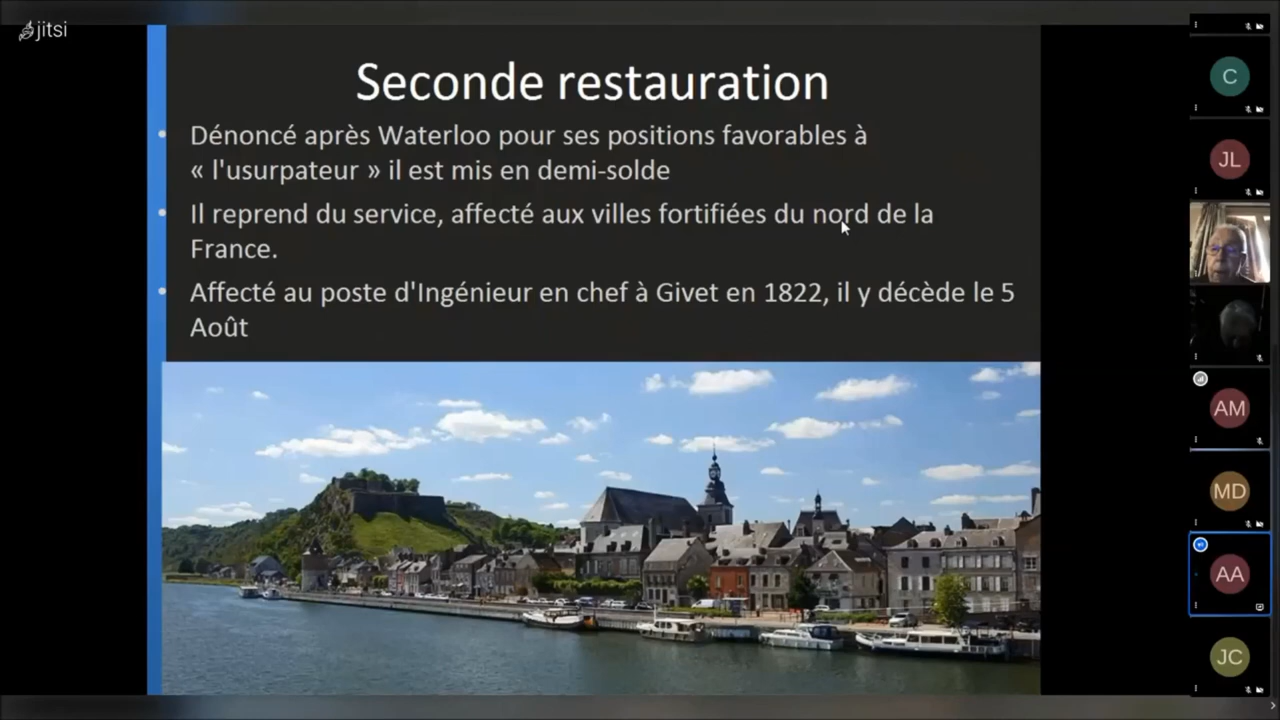 jitsi
Seconde restauration
• Dénoncé après Waterloo pour ses positions favorables à
« l'usurpateur » il est mis en demi-solde
• Il reprend du service, affecté aux villes fortifiées du nord de la
France.
• Affecté au poste d'Ingénieur en chef à Givet en 1822, il y décède le 5
Août
C
JL
AM
MD
AA
JC